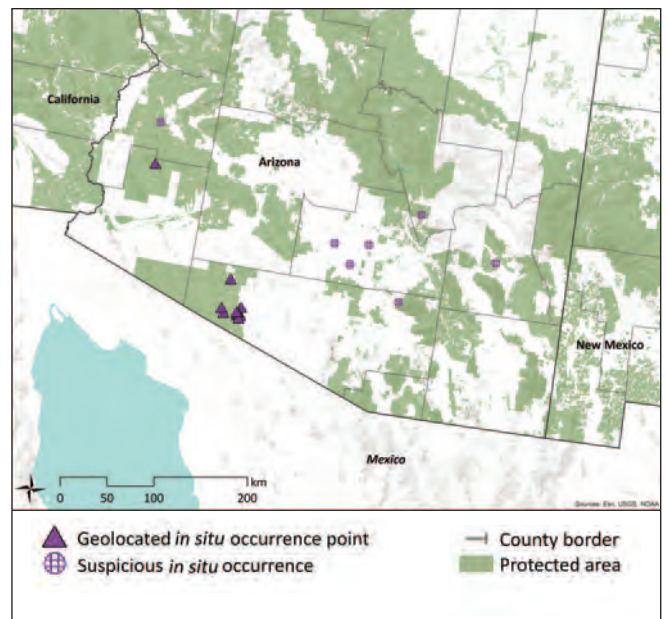 California
Arizona
New Mexico
Mexico
km
0 50 100 200
Sources: Esri, USGS, NOAA
Geolocated in situ occurrence point
Suspicious in situ occurrence
County border
Protected area